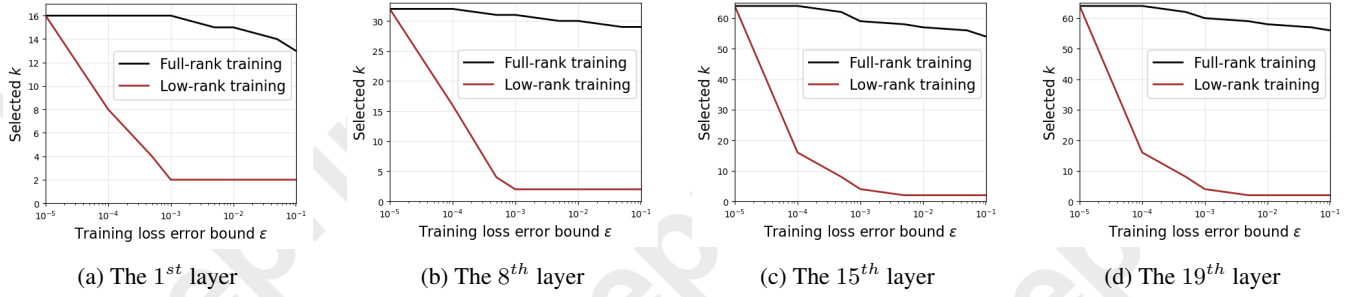 16
14
12
10
8
6
4
2
0
Selected k
Full-rank training
Low-rank training
10⁻⁵ 10⁻⁴ 10⁻³ 10⁻² 10⁻¹
Training loss error bound ε
(a) The 1ˢᵗ layer
30
25
20
15
10
5
0
Selected k
Full-rank training
Low-rank training
10⁻⁵ 10⁻⁴ 10⁻³ 10⁻² 10⁻¹
Training loss error bound ε
(b) The 8ᵗʰ layer
60
50
40
30
20
10
0
Selected k
Full-rank training
Low-rank training
10⁻⁵ 10⁻⁴ 10⁻³ 10⁻² 10⁻¹
Training loss error bound ε
(c) The 15ᵗʰ layer
60
50
40
30
20
10
0
Selected k
Full-rank training
Low-rank training
10⁻⁵ 10⁻⁴ 10⁻³ 10⁻² 10⁻¹
Training loss error bound ε
(d) The 19ᵗʰ layer